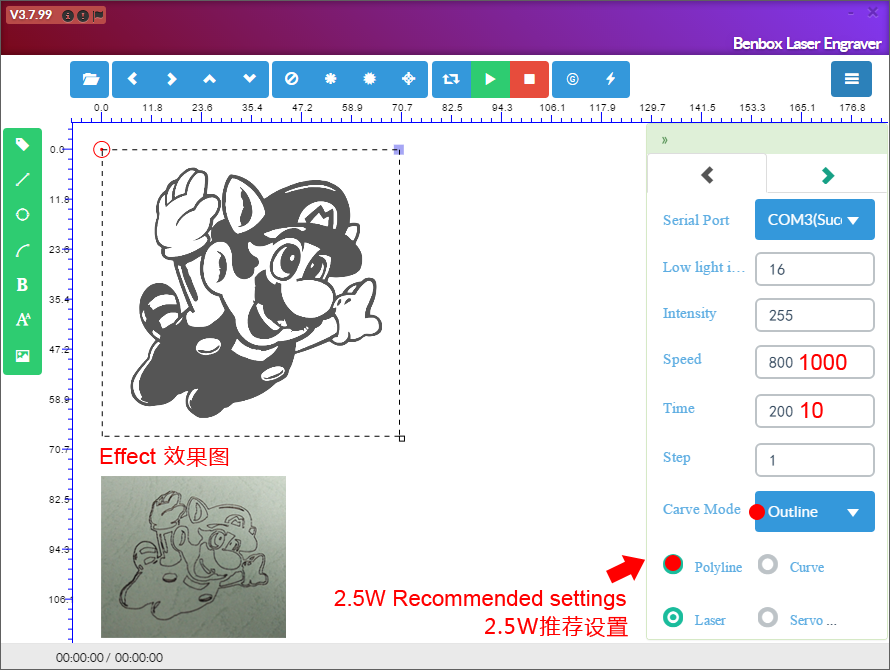 V3.7.99
Benbox Laser Engraver
0.0 11.8 23.6 35.4 47.2 58.9 70.7 82.5 94.3 106.1 117.9 129.7 141.5 153.3 165.1 176.8
0.0
11.8
23.6
35.4
47.2
58.9
70.7
82.5
94.3
106.
»
Serial Port COM3(Suc
Low light i... 16
Intensity 255
Speed 800 1000
Time 200 10
Step 1
Carve Mode Outline
Polyline Curve
Laser Servo ...
B
AA
M
Effect 效果图
2.5W Recommended settings
2.5W推荐设置
00:00:00 / 00:00:00